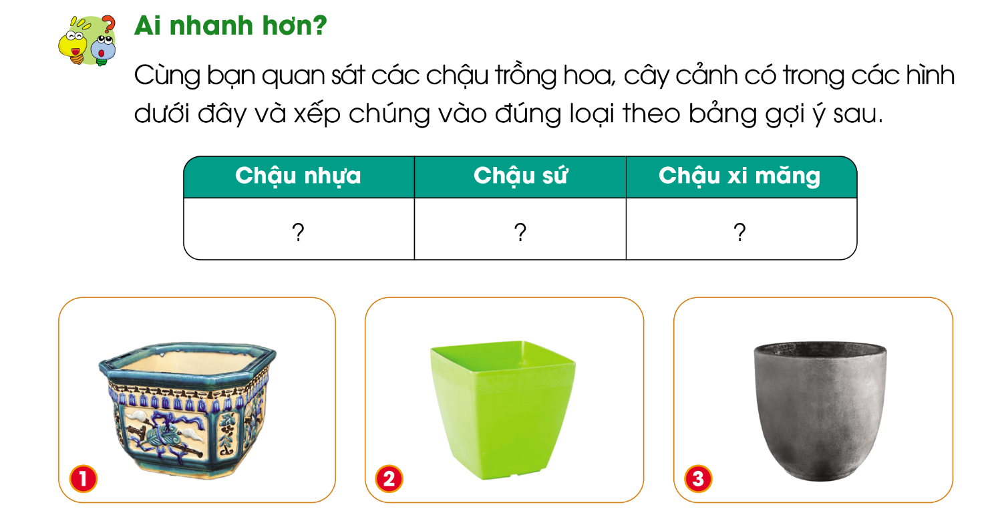 Ai nhanh hơn?
Cùng bạn quan sát các chậu trồng hoa, cây cảnh có trong các hình
dưới đây và xếp chúng vào đúng loại theo bảng gợi ý sau.
Chậu nhựa Chậu sứ Chậu xi măng
? ? ?
1 2 3